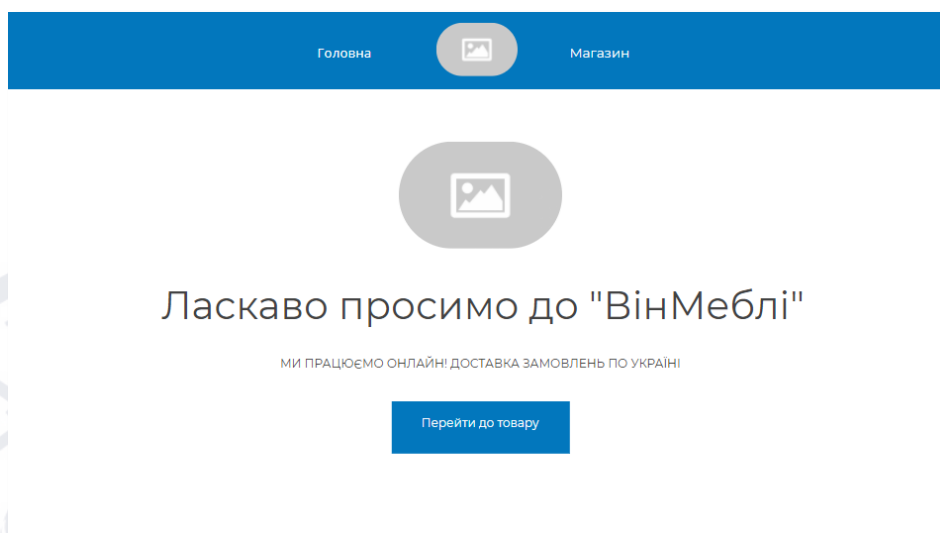 Головна
Магазин
Ласкаво просимо до "ВінМеблі"
МИ ПРАЦЮЄМО ОНЛАЙН! ДОСТАВКА ЗАМОВЛЕНЬ ПО УКРАЇНІ
Перейти до товару